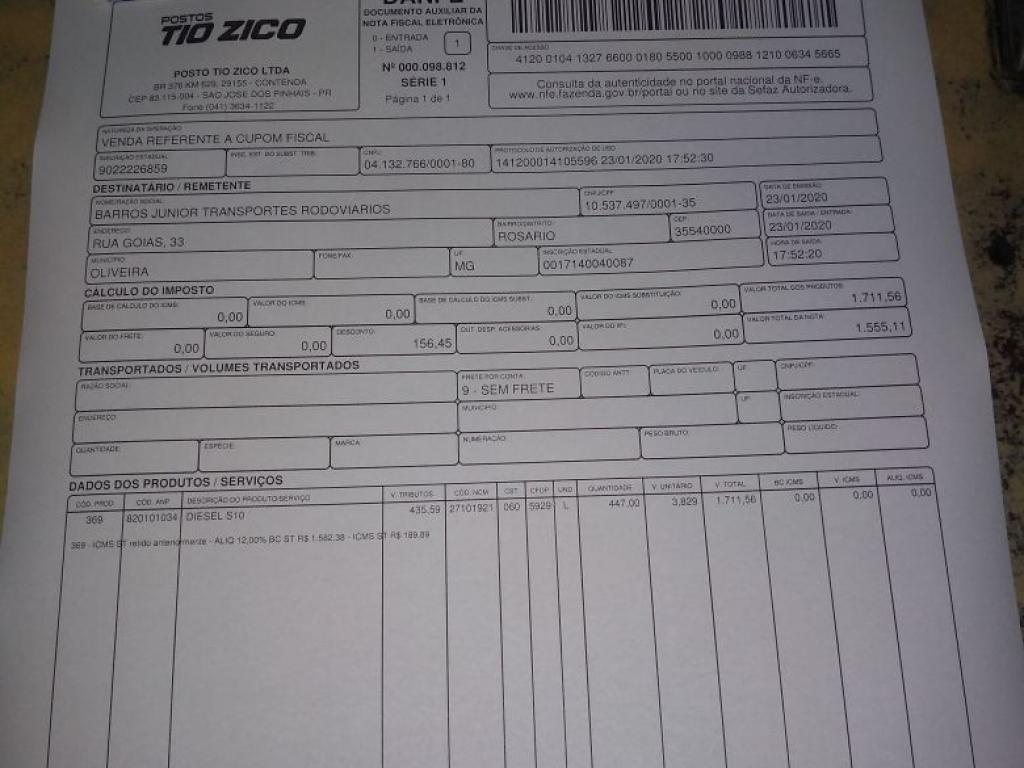 DANFE
DOCUMENTO AUXILIAR DA
NOTA FISCAL ELETRÔNICA
0 - ENTRADA
1 - SAÍDA
1
Nº 000.098.812
SÉRIE 1
Página 1 de 1
POSTOS
TIO ZICO
POSTO TIO ZICO LTDA
BR 376 KM 629, 29155 - CONTENDA
CEP 83.115-004 - SAO JOSE DOS PINHAIS - PR
Fone (041) 3634-1122
CHAVE DE ACESSO
4120 0104 1327 6600 0180 5500 1000 0988 1210 0634 5665
Consulta da autenticidade no portal nacional da NF-e.
www.nfe.fazenda.gov.br/portal ou no site da Sefaz Autorizadora.
NATUREZA DA OPERAÇÃO
VENDA REFERENTE A CUPOM FISCAL
INSCRIÇÃO ESTADUAL
9022226859
INSC. EST. DO SUBST. TRIB.
CNPJ
04.132.766/0001-80
PROTOCOLO DE AUTORIZAÇÃO DE USO
141200014105596 23/01/2020 17:52:30
DESTINATÁRIO / REMETENTE
NOME/RAZÃO SOCIAL
BARROS JUNIOR TRANSPORTES RODOVIARIOS
CNPJ/CPF
10.537.497/0001-35
DATA DE EMISSÃO
23/01/2020
ENDEREÇO
RUA GOIAS, 33
BAIRRO/DISTRITO
ROSARIO
CEP
35540000
DATA DE SAÍDA / ENTRADA
23/01/2020
MUNICÍPIO
OLIVEIRA
FONE/FAX
UF
MG
INSCRIÇÃO ESTADUAL
0017140040087
HORA DA SAÍDA
17:52:20
CÁLCULO DO IMPOSTO
BASE DE CALCULO DO ICMS:
0,00
VALOR DO ICMS:
0,00
BASE DE CALCULO DO ICMS SUBST.
0,00
VALOR DO ICMS SUBSTITUIÇÃO:
0,00
VALOR TOTAL DOS PRODUTOS:
1.711,56
VALOR DO FRETE:
0,00
VALOR DO SEGURO:
0,00
DESCONTO:
156,45
OUT. DESP. ACESSÓRIAS:
0,00
VALOR DO IPI:
0,00
VALOR TOTAL DA NOTA:
1.555,11
TRANSPORTADOS / VOLUMES TRANSPORTADOS
RAZÃO SOCIAL
FRETE POR CONTA:
9 - SEM FRETE
CÓDIGO ANTT
PLACA DO VEICULO:
UF
CNPJ/CPF:
ENDEREÇO
MUNICÍPIO
UF
INSCRIÇÃO ESTADUAL:
QUANTIDADE
ESPÉCIE
MARCA:
NUMERAÇÃO
PESO BRUTO:
PESO LÍQUIDO:
DADOS DOS PRODUTOS / SERVIÇOS
CÓD. PROD. CÓD. ANP DESCRIÇÃO DO PRODUTO/SERVIÇO V. TRIBUTOS CÓD. NCM CST CFOP UND QUANTIDADE V. UNITÁRIO V. TOTAL BC ICMS V. ICMS ALIQ. ICMS
369 820101034 DIESEL S10 435,59 27101921 060 5929 L 447,00 3,829 1.711,56 0,00 0,00 0,00
369 - ICMS ST retido anteriormente - ALIQ 12,00% BC ST R$ 1.582,38 - ICMS ST R$ 189,89